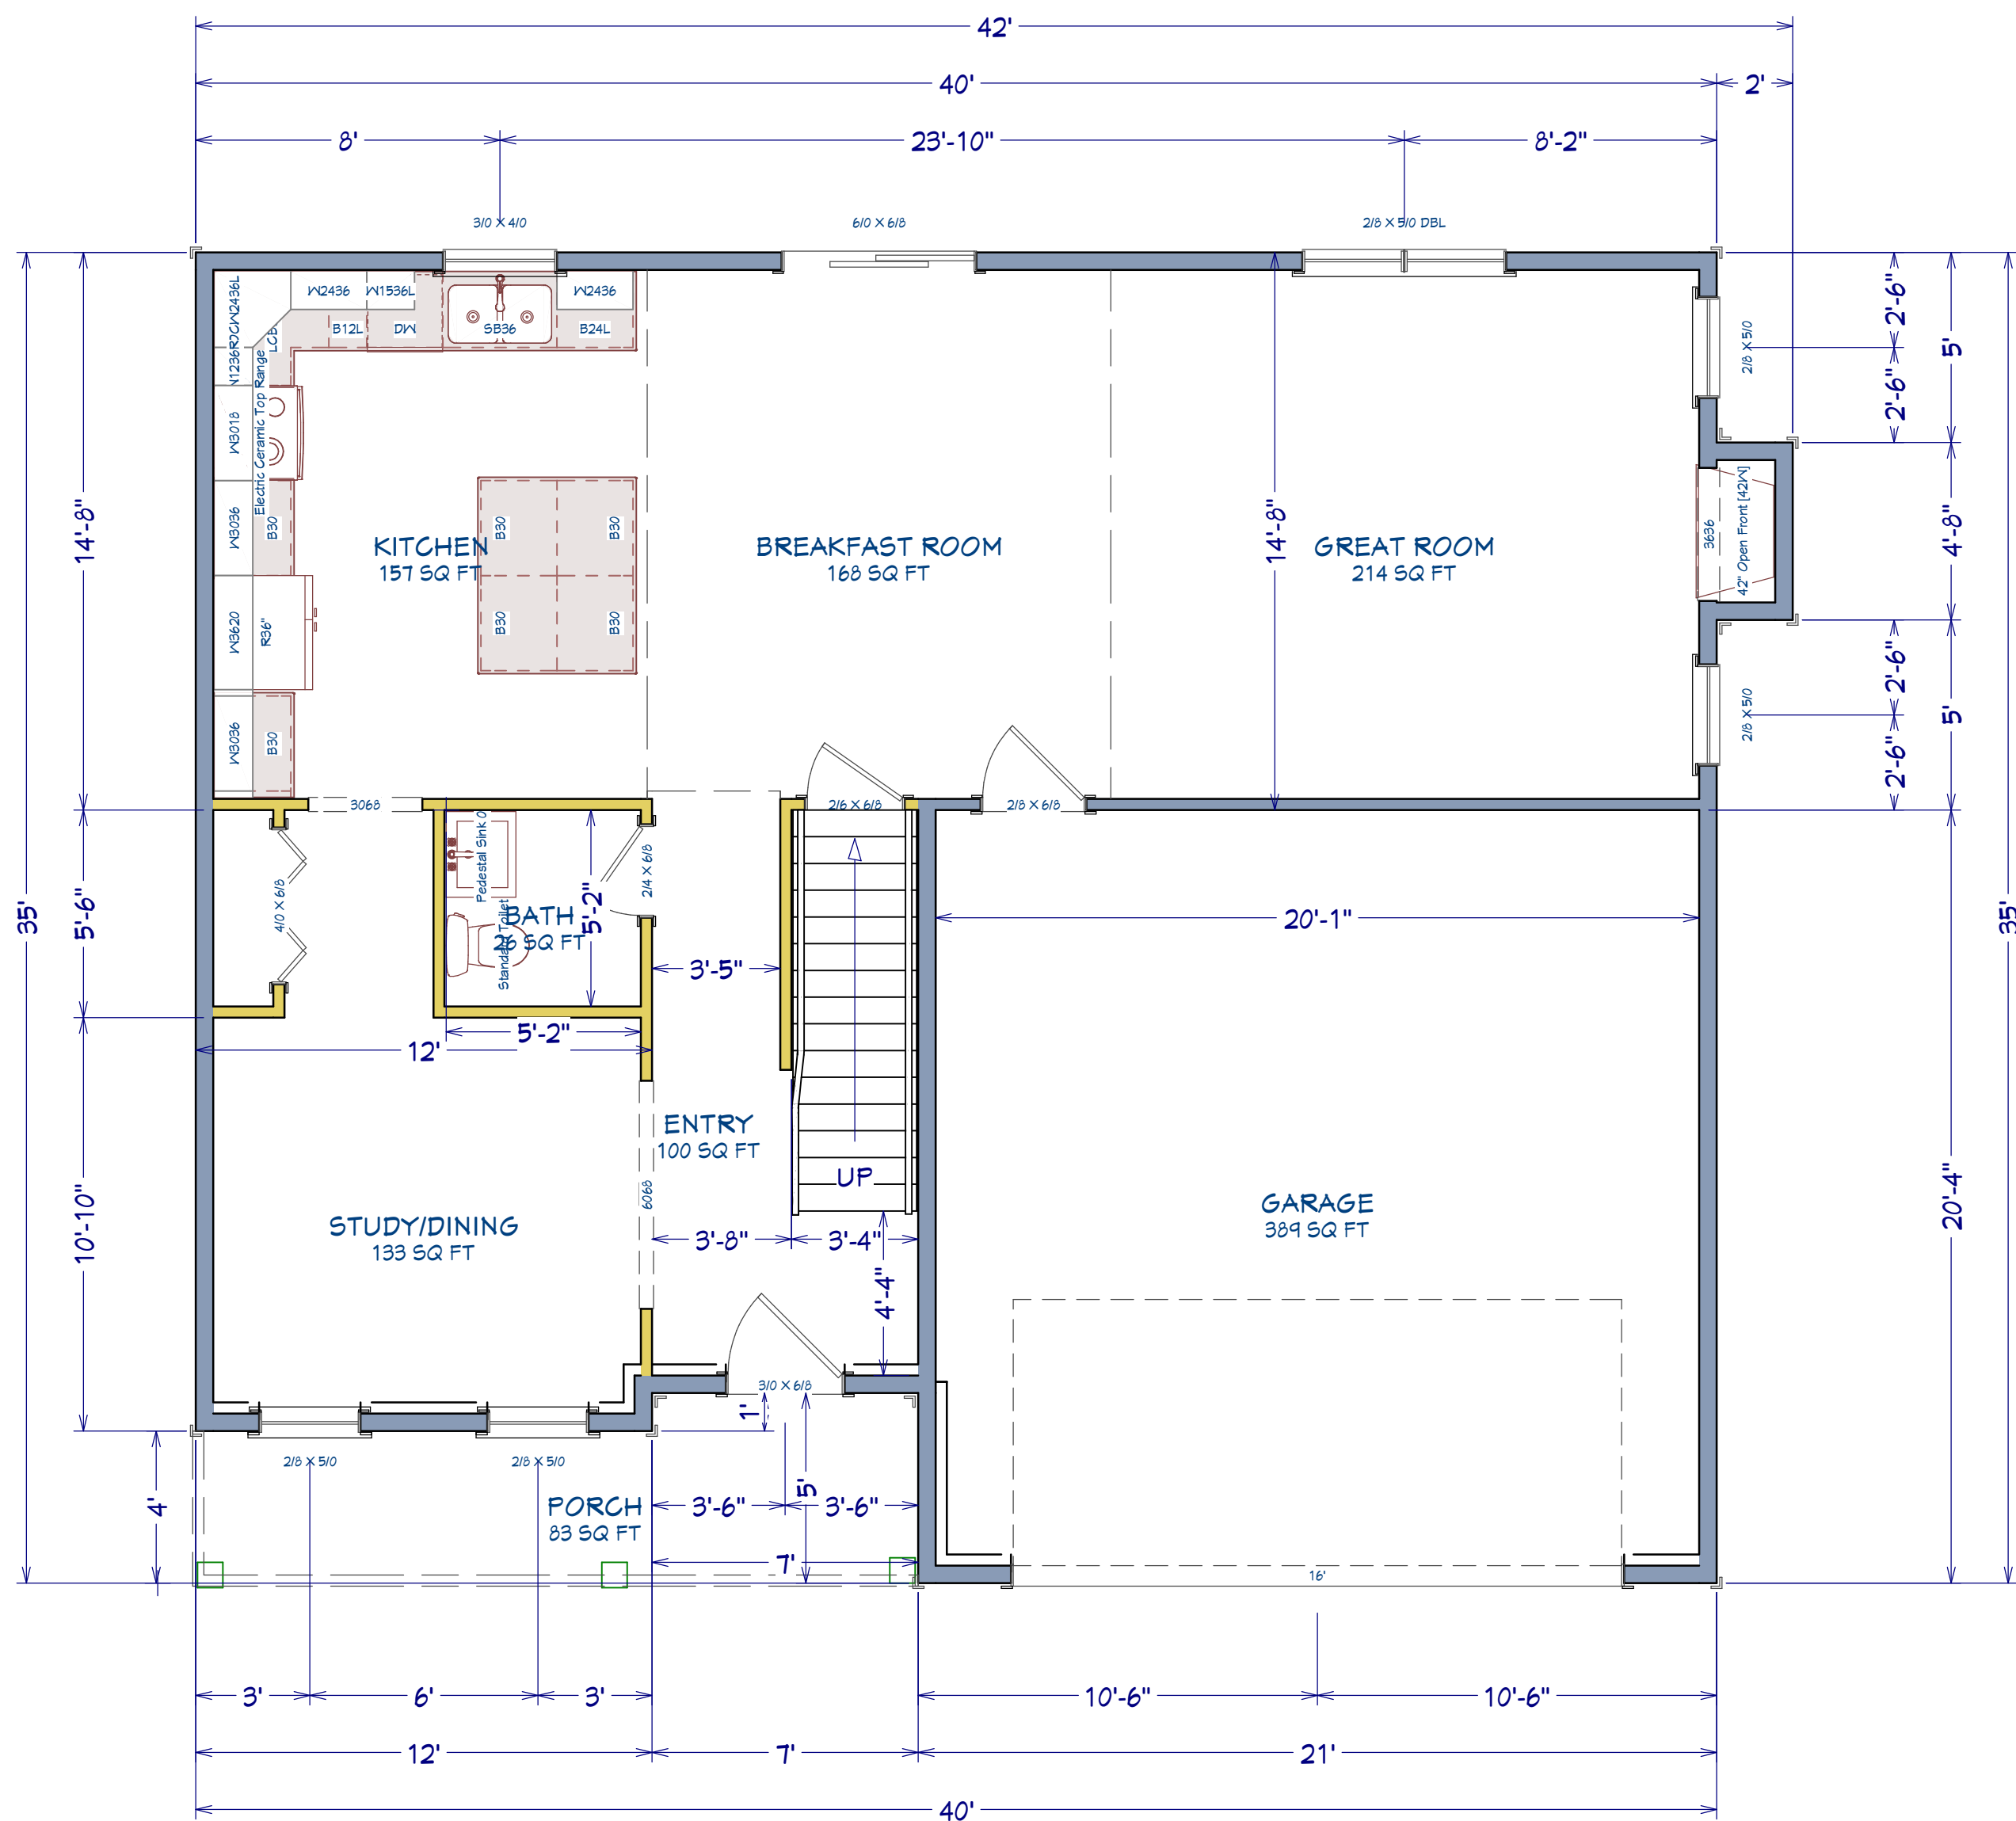 42'
40'
2'
8'
23'-10"
8'-2"
3/0 X 4/0
6/0 X 6/8
2/8 X 5/0 DBL
W2436L
W2436
W1536L
W2436
B12L
DW
SB36
B24L
LCB
Electric Ceramic Top Range
W3018
W3036
B30
W3620
R36"
W3036
B30
B30
B30
B30
B30
KITCHEN
157 SQ FT
BREAKFAST ROOM
168 SQ FT
14'-8"
GREAT ROOM
214 SQ FT
3636
42" Open Front [42W]
2/8 X 5/0
2/8 X 5/0
2'-6"
2'-6"
5'
4'-8"
2'-6"
2'-6"
5'
20'-4"
35'
35'
14'-8"
5'-6"
10'-10"
4'
3068
2/6 X 6/8
2/8 X 6/8
4/0 X 6/8
Pedestal Sink 0
Standard Toilet
BATH
26 SQ FT
5'-2"
2/4 X 6/8
3'-5"
20'-1"
5'-2"
12'
ENTRY
100 SQ FT
UP
6068
STUDY/DINING
133 SQ FT
3'-8"
3'-4"
4'-4"
GARAGE
389 SQ FT
3/0 X 6/8
1'
5'
2/8 X 5/0
2/8 X 5/0
PORCH
83 SQ FT
3'-6"
3'-6"
7'
16'
3'
6'
3'
10'-6"
10'-6"
12'
7'
21'
40'